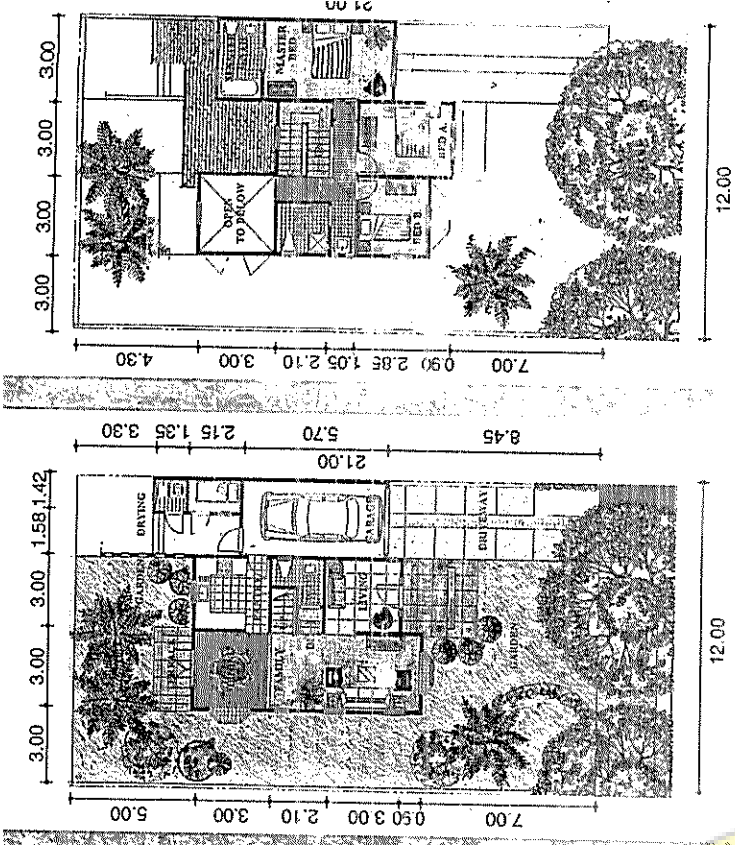 21.00
3.00
3.00
3.00
3.00
MASTER
BED.
BED A.
BED B.
OPEN
TO BELOW
12.00
4.30
3.00
2.10
1.05
2.85
0.90
7.00
3.30
1.35
2.15
5.70
8.45
21.00
1.42
1.58
3.00
3.00
3.00
DRYING
GARDEN
TERRACE
GARAGE
DRIVEWAY
LIVING
FAMILY
GARDEN
12.00
5.00
3.00
2.10
3.00
0.90
7.00